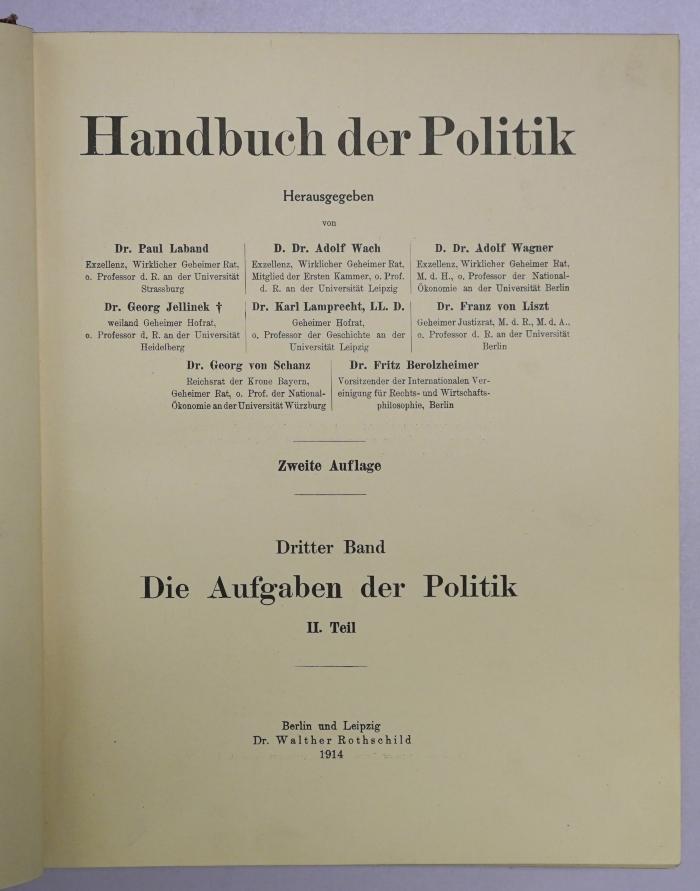 Handbuch der Politik
Herausgegeben
von
Dr. Paul Laband
Exzellenz, Wirklicher Geheimer Rat,
o. Professor d. R. an der Universität
Strassburg
D. Dr. Adolf Wach
Exzellenz, Wirklicher Geheimer Rat,
Mitglied der Ersten Kammer, o. Prof.
d. R. an der Universität Leipzig
D. Dr. Adolf Wagner
Exzellenz, Wirklicher Geheimer Rat,
M. d. H., o. Professor der National-
Ökonomie an der Universität Berlin
Dr. Georg Jellinek †
weiland Geheimer Hofrat,
o. Professor d. R. an der Universität
Heidelberg
Dr. Karl Lamprecht, LL. D.
Geheimer Hofrat,
o. Professor der Geschichte an der
Universität Leipzig
Dr. Franz von Liszt
Geheimer Justizrat, M. d. R., M. d. A.,
o. Professor d. R. an der Universität
Berlin
Dr. Georg von Schanz
Reichsrat der Krone Bayern,
Geheimer Rat, o. Prof. der National-
Ökonomie an der Universität Würzburg
Dr. Fritz Berolzheimer
Vorsitzender der Internationalen Ver-
einigung für Rechts- und Wirtschafts-
philosophie, Berlin
Zweite Auflage
Dritter Band
Die Aufgaben der Politik
II. Teil
Berlin und Leipzig
Dr. Walther Rothschild
1914